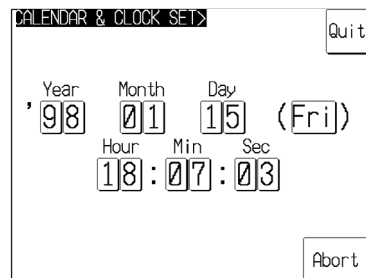 CALENDAR & CLOCK SET>
Quit
Year Month Day
'98 01 15 (Fri)
Hour Min Sec
18:07:03
Abort